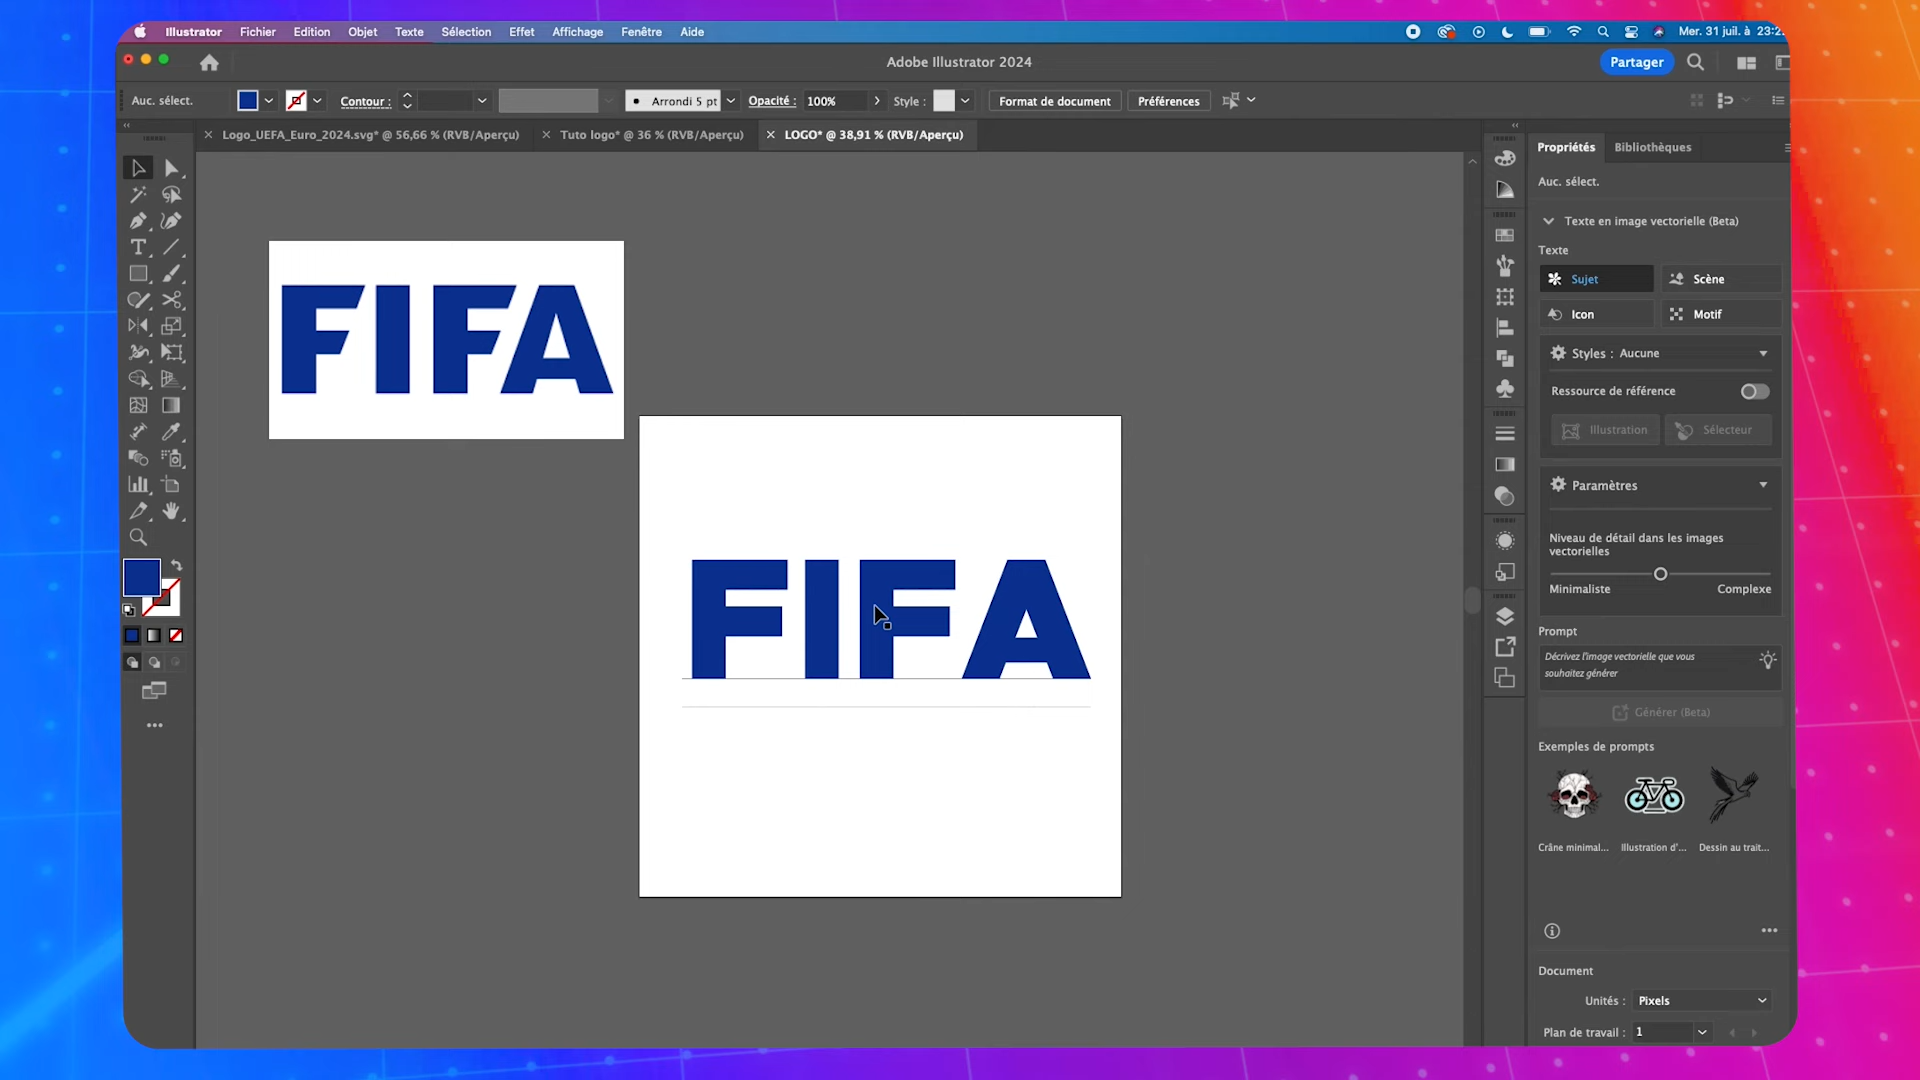 Illustrator Fichier Edition Objet Texte Sélection Effet Affichage Fenêtre Aide
Mer. 31 juil. à 23:2
Adobe Illustrator 2024
Partager
Auc. sélect.
Contour :
Arrondi 5 pt
Opacité : 100%
Style :
Format de document
Préférences
Logo_UEFA_Euro_2024.svg* @ 56,66 % (RVB/Aperçu)
Tuto logo* @ 36 % (RVB/Aperçu)
LOGO* @ 38,91 % (RVB/Aperçu)
FIFA
FIFA
Propriétés
Bibliothèques
Auc. sélect.
Texte en image vectorielle (Beta)
Texte
Sujet
Scène
Icon
Motif
Styles : Aucune
Ressource de référence
Illustration
Sélecteur
Paramètres
Niveau de détail dans les images
vectorielles
Minimaliste
Complexe
Prompt
Décrivez l'image vectorielle que vous
souhaitez générer
Générer (Beta)
Exemples de prompts
Crâne minimal...
Illustration d'...
Dessin au trait...
Document
Unités : Pixels
Plan de travail : 1